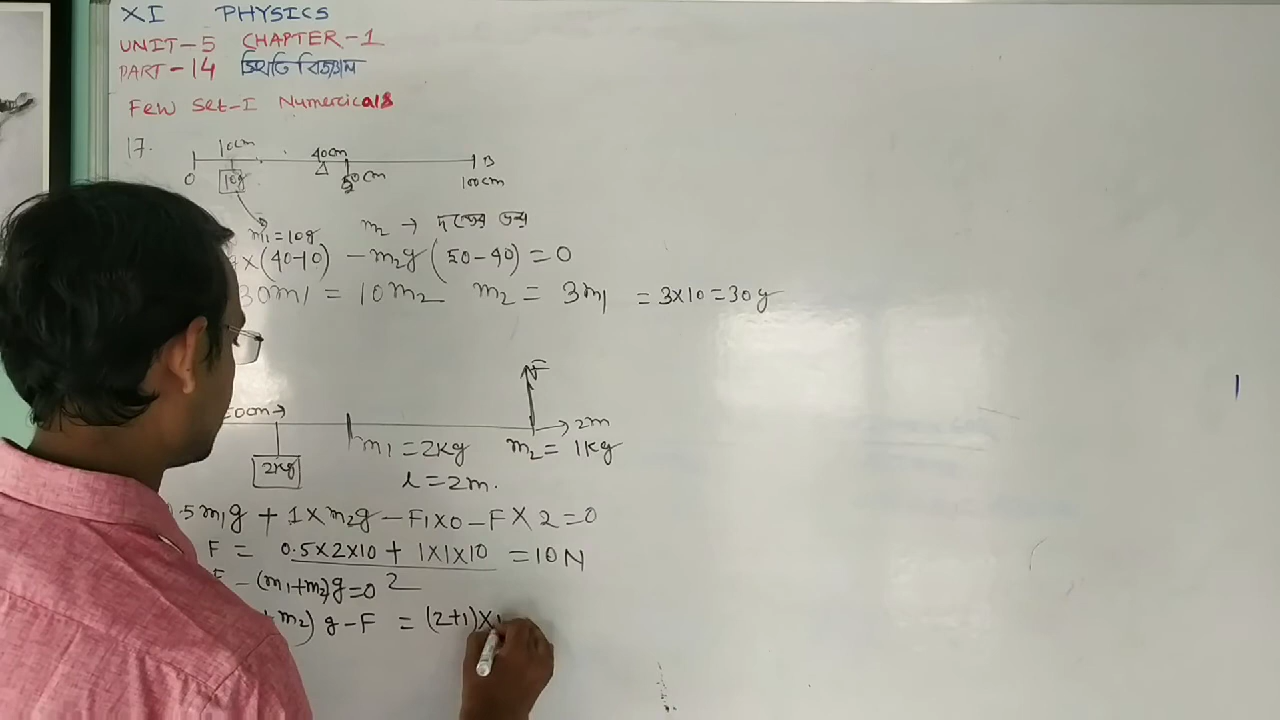 XI PHYSICS
UNIT-5 CHAPTER-1
PART-14 স্থিতি বিজ্ঞান
Few Set-I Numericals
17.
10cm 40cm B
0 10g 50cm 100cm
m1=10g m2 → দন্ডের ভর
×(40-10) - m2g (50-40) = 0
30m1 = 10m2 m2 = 3m1 = 3×10=30g
F
50cm → 2m
2kg m1=2kg m2=1kg
l=2m.
.5m1g + 1×m2g - F1×0 - F×2=0
F = 0.5×2×10 + 1×1×10 = 10N
2
F - (m1+m2)g=0
+m2) g-F = (2+1)×